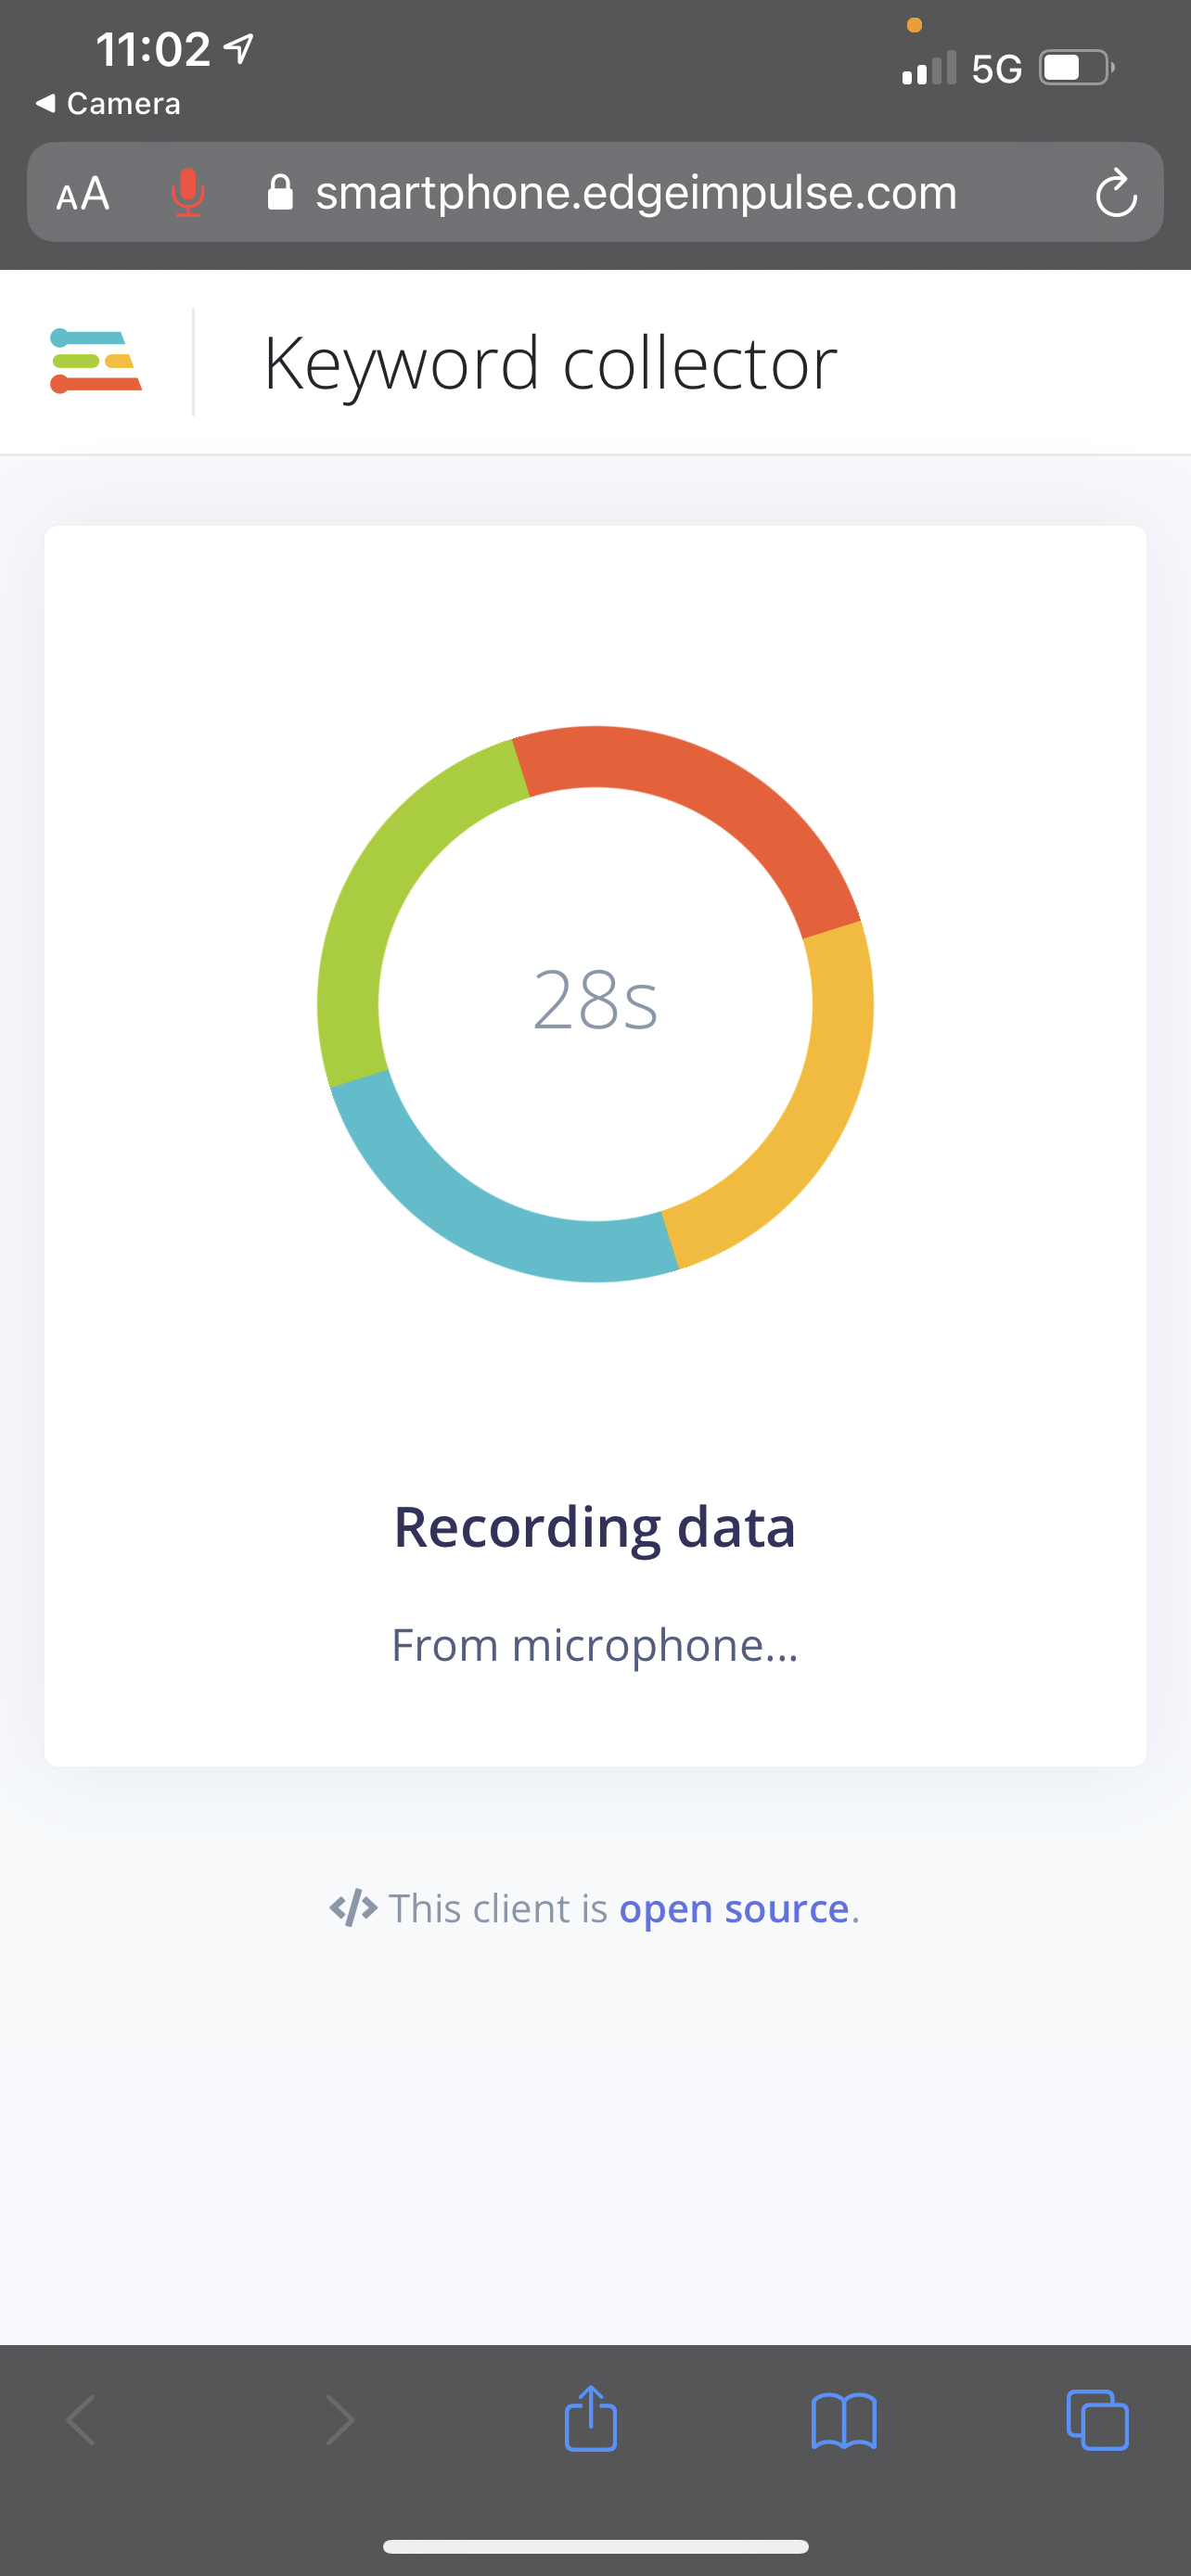 11:02
Camera
5G
AA
smartphone.edgeimpulse.com
Keyword collector
28s
Recording data
From microphone...
</> This client is open source.